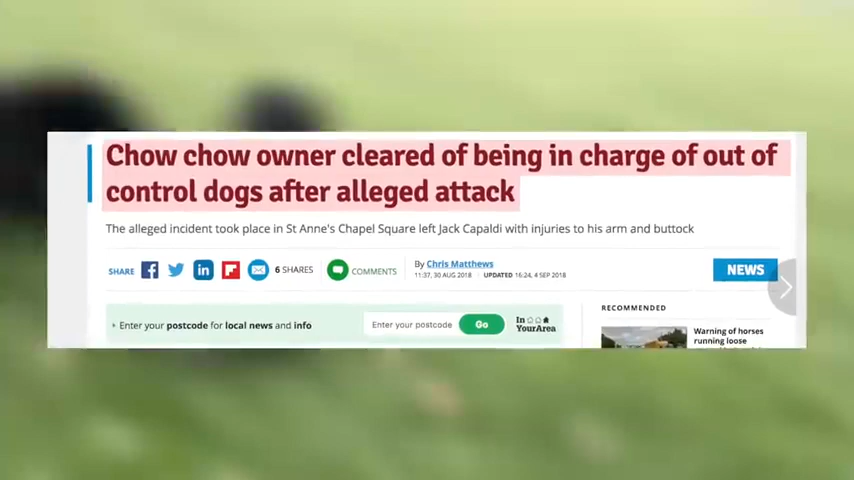 Chow chow owner cleared of being in charge of out of
control dogs after alleged attack
The alleged incident took place in St Anne's Chapel Square left Jack Capaldi with injuries to his arm and buttock
SHARE
6 SHARES
COMMENTS
By Chris Matthews
11:37, 30 AUG 2018 UPDATED 16:24, 4 SEP 2018
NEWS
Enter your postcode for local news and info
Enter your postcode
Go
In
YourArea
RECOMMENDED
Warning of horses
running loose